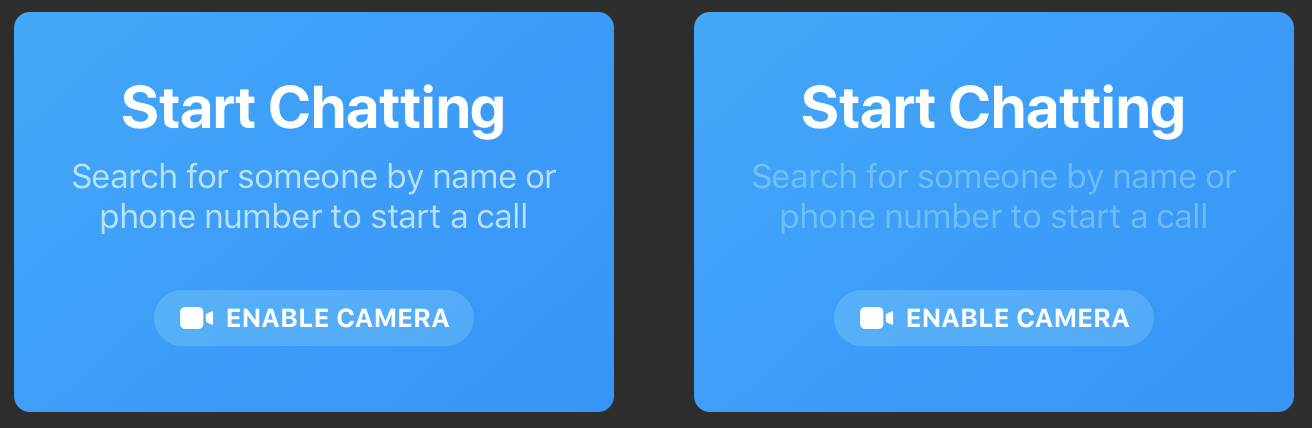 Start Chatting
Search for someone by name or
phone number to start a call
ENABLE CAMERA
Start Chatting
Search for someone by name or
phone number to start a call
ENABLE CAMERA